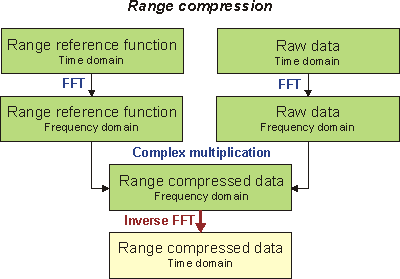 Range compression
Range reference function
Time domain
Raw data
Time domain
FFT
FFT
Range reference function
Frequency domain
Raw data
Frequency domain
Complex multiplication
Range compressed data
Frequency domain
Inverse FFT
Range compressed data
Time domain